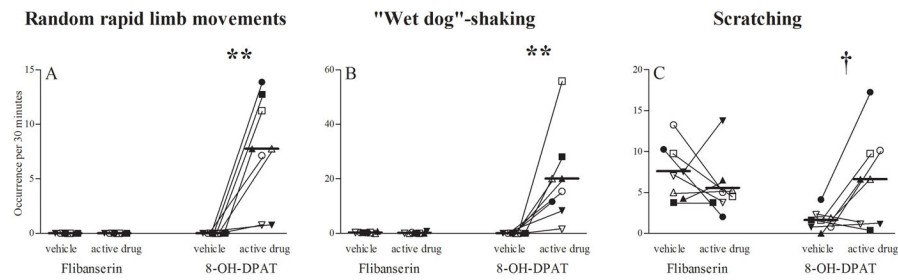 Random rapid limb movements
"Wet dog"-shaking
Scratching
**
**
†
A
B
C
Occurrence per 30 minutes
15
10
5
0
60
40
20
0
20
15
10
5
0
vehicle active drug vehicle active drug
Flibanserin 8-OH-DPAT
vehicle active drug vehicle active drug
Flibanserin 8-OH-DPAT
vehicle active drug vehicle active drug
Flibanserin 8-OH-DPAT